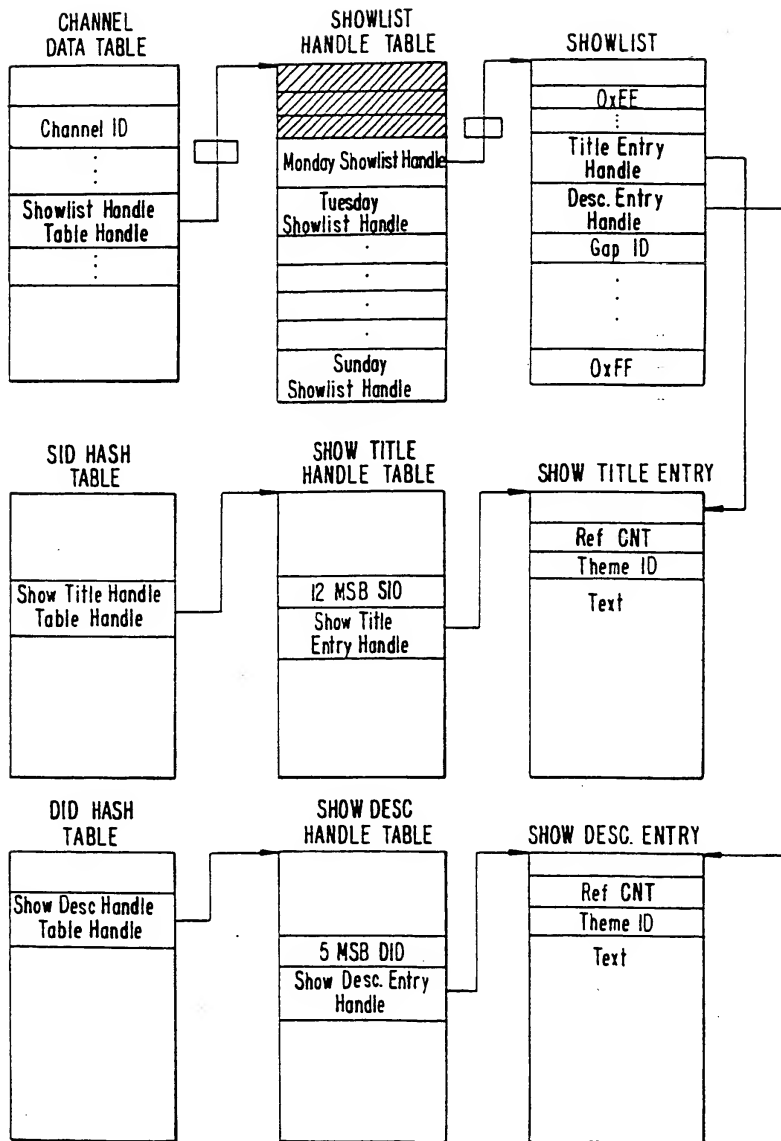 CHANNEL
DATA TABLE
Channel ID
Showlist Handle
Table Handle
SHOWLIST
HANDLE TABLE
Monday Showlist Handle
Tuesday
Showlist Handle
Sunday
Showlist Handle
SHOWLIST
0xEE
Title Entry
Handle
Desc. Entry
Handle
Gap ID
0xFF
SID HASH
TABLE
Show Title Handle
Table Handle
SHOW TITLE
HANDLE TABLE
12 MSB SIO
Show Title
Entry Handle
SHOW TITLE ENTRY
Ref CNT
Theme ID
Text
DID HASH
TABLE
Show Desc Handle
Table Handle
SHOW DESC
HANDLE TABLE
5 MSB DID
Show Desc. Entry
Handle
SHOW DESC. ENTRY
Ref CNT
Theme ID
Text